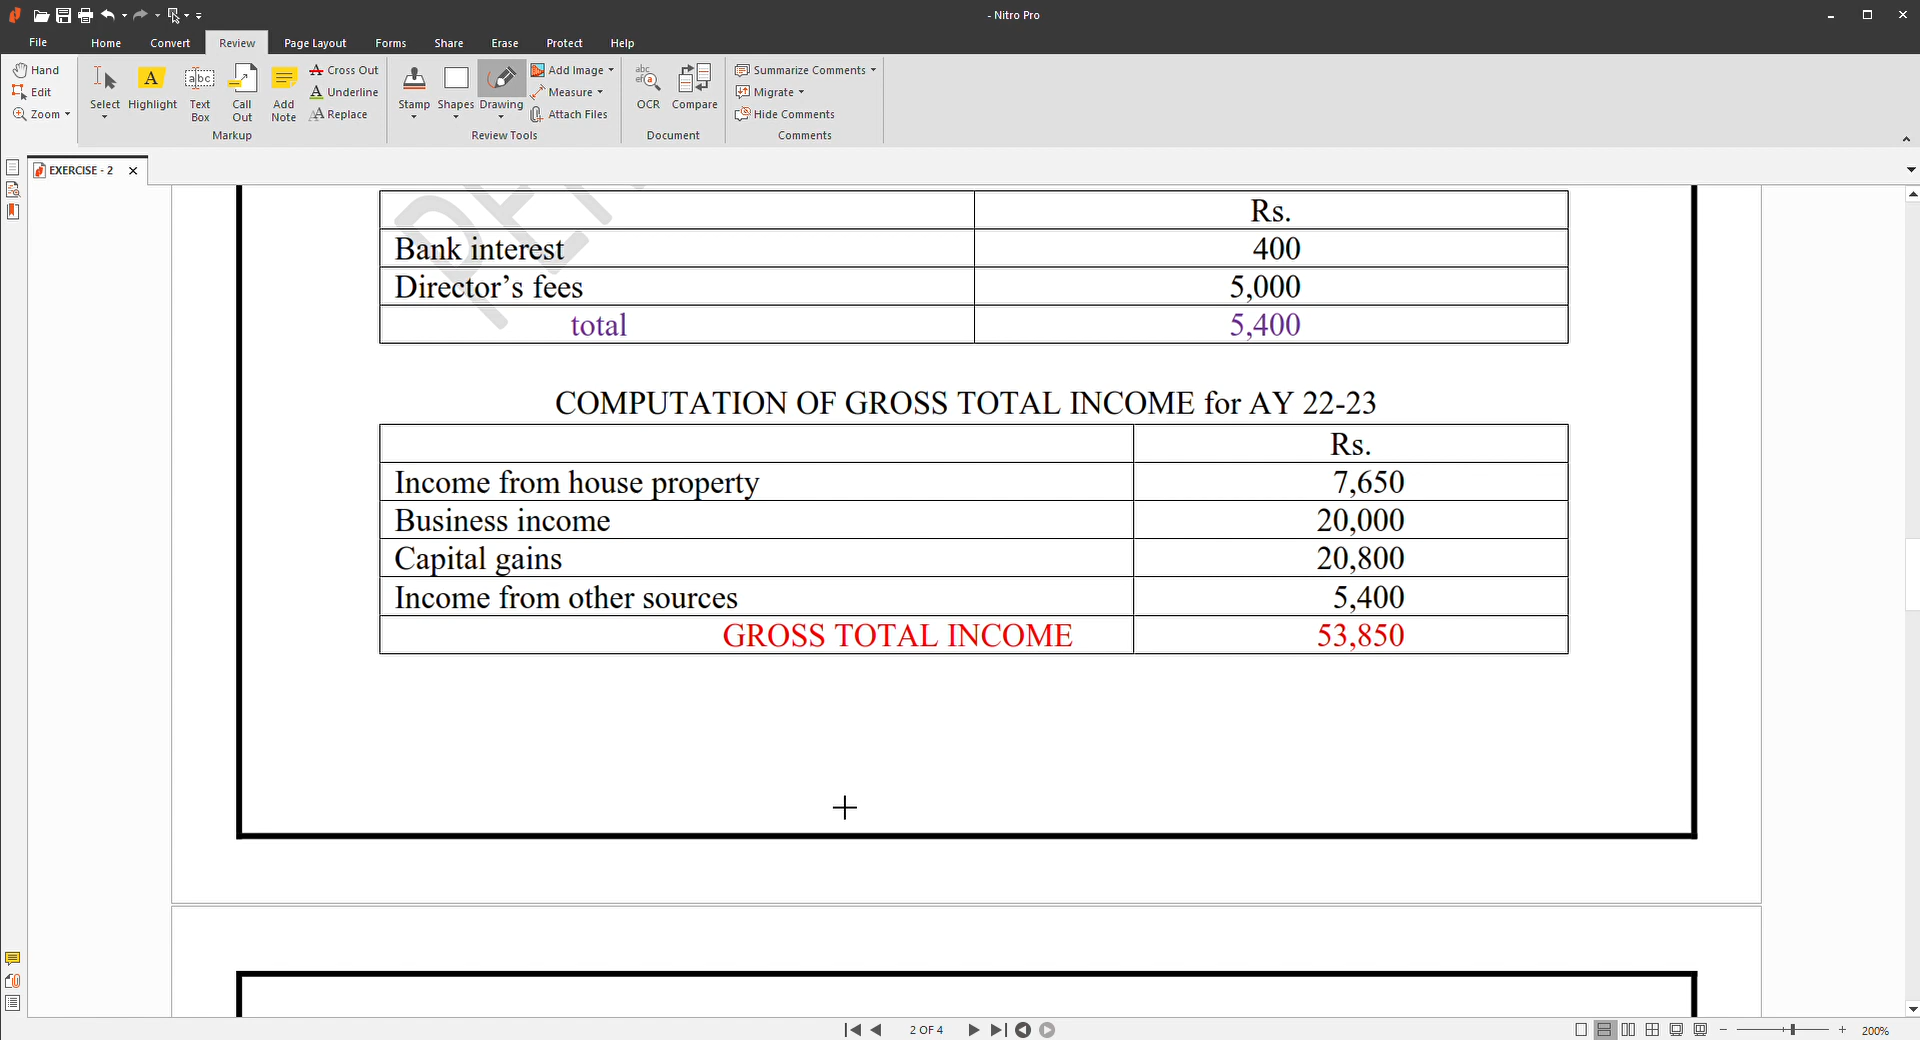 - Nitro Pro
File Home Convert Review Page Layout Forms Share Erase Protect Help
Hand
Edit
Zoom
Select
Highlight
Text Box
Call Out
Add Note
Cross Out
Underline
Replace
Markup
Stamp
Shapes
Drawing
Add Image
Measure
Attach Files
Review Tools
abc
OCR
Compare
Document
Summarize Comments
Migrate
Hide Comments
Comments
EXERCISE - 2
Rs.
Bank interest 400
Director’s fees 5,000
total 5,400
COMPUTATION OF GROSS TOTAL INCOME for AY 22-23
Rs.
Income from house property 7,650
Business income 20,000
Capital gains 20,800
Income from other sources 5,400
GROSS TOTAL INCOME 53,850
2 OF 4
200%